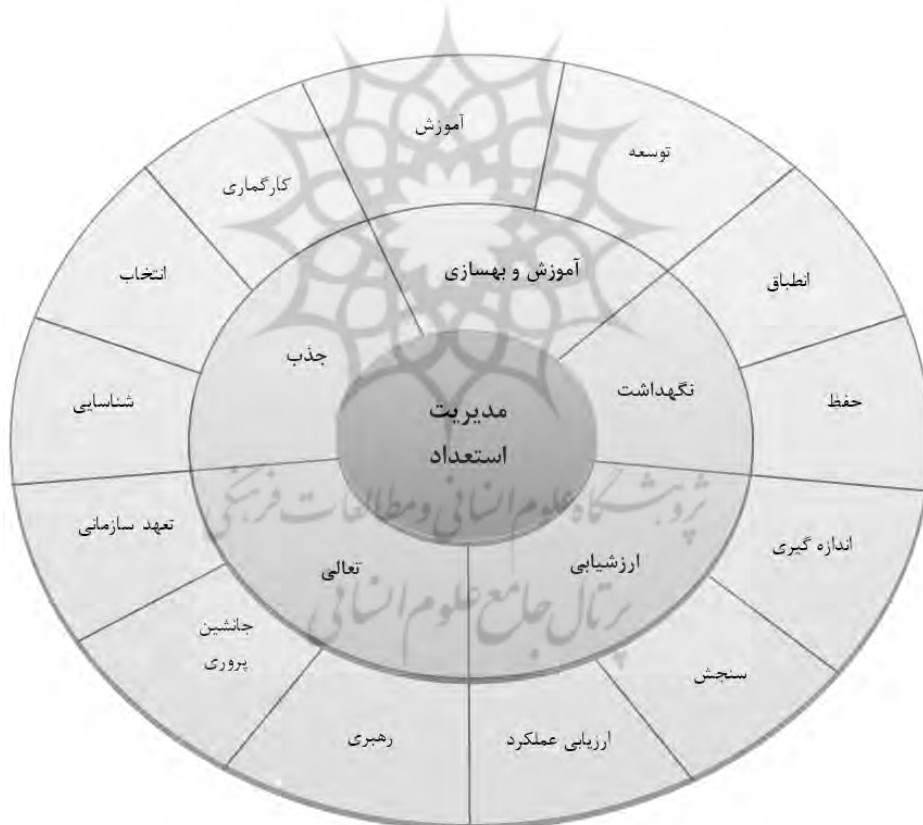 آموزش
توسعه
کارگماری
انتخاب
آموزش و بهسازی
انطباق
جذب
نگهداشت
شناسایی
حفظ
مدیریت
استعداد
تعهد سازمانی
تعالی
ارزشیابی
اندازه گیری
جانشین
پروری
سنجش
رهبری
ارزیابی عملکرد
پژوهشگاه علوم انسانی و مطالعات فرهنگی
پرتال جامع علوم انسانی